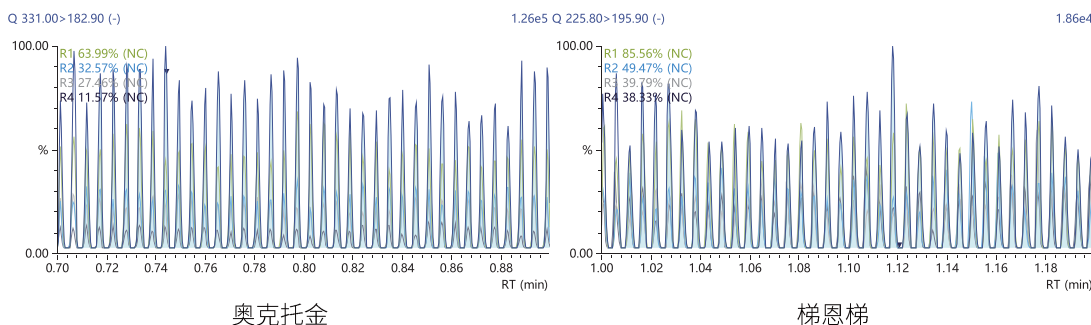 Q 331.00>182.90 (-) 1.26e5
100.00
R1 63.99% (NC)
R2 32.57% (NC)
R3 27.46% (NC)
R4 11.57% (NC)
%
0.00
0.70 0.72 0.74 0.76 0.78 0.80 0.82 0.84 0.86 0.88
RT (min)
奥克托金
Q 225.80>195.90 (-) 1.86e4
100.00
R1 85.56% (NC)
R2 49.47% (NC)
R3 39.79% (NC)
R4 38.33% (NC)
%
0.00
1.00 1.02 1.04 1.06 1.08 1.10 1.12 1.14 1.16 1.18
RT (min)
梯恩梯